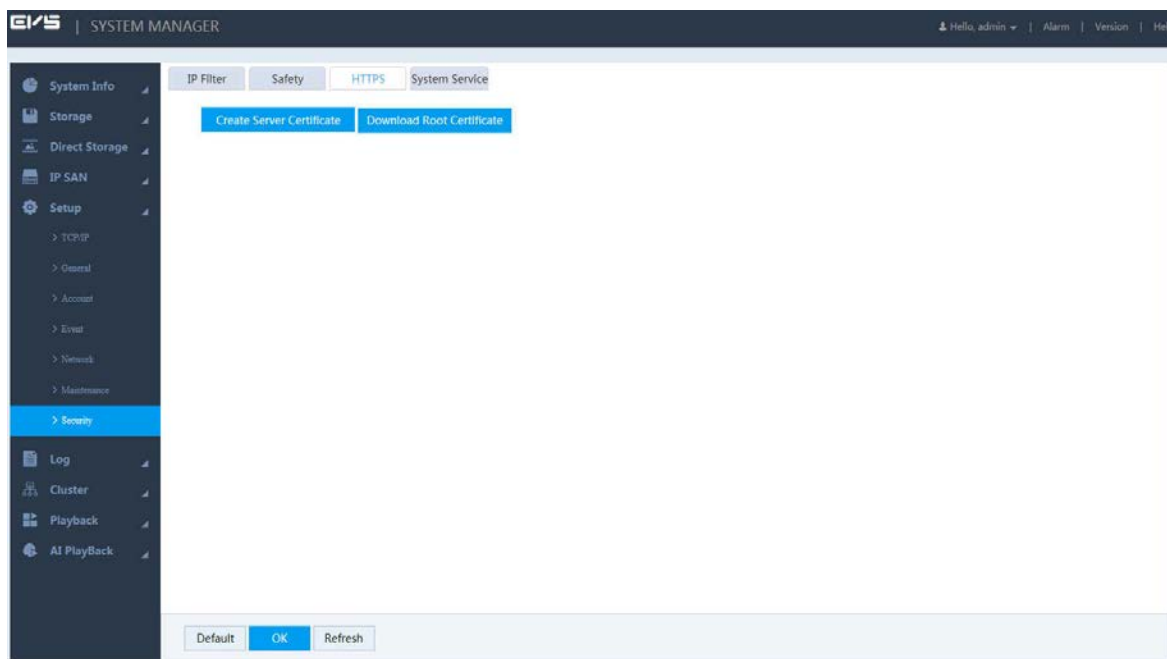 EVS | SYSTEM MANAGER
Hello, admin | Alarm | Version | Hel
IP Filter Safety HTTPS System Service
Create Server Certificate Download Root Certificate
System Info
Storage
Direct Storage
IP SAN
Setup
> TCP/IP
> General
> Account
> Event
> Network
> Maintenance
> Security
Log
Cluster
Playback
AI PlayBack
Default OK Refresh